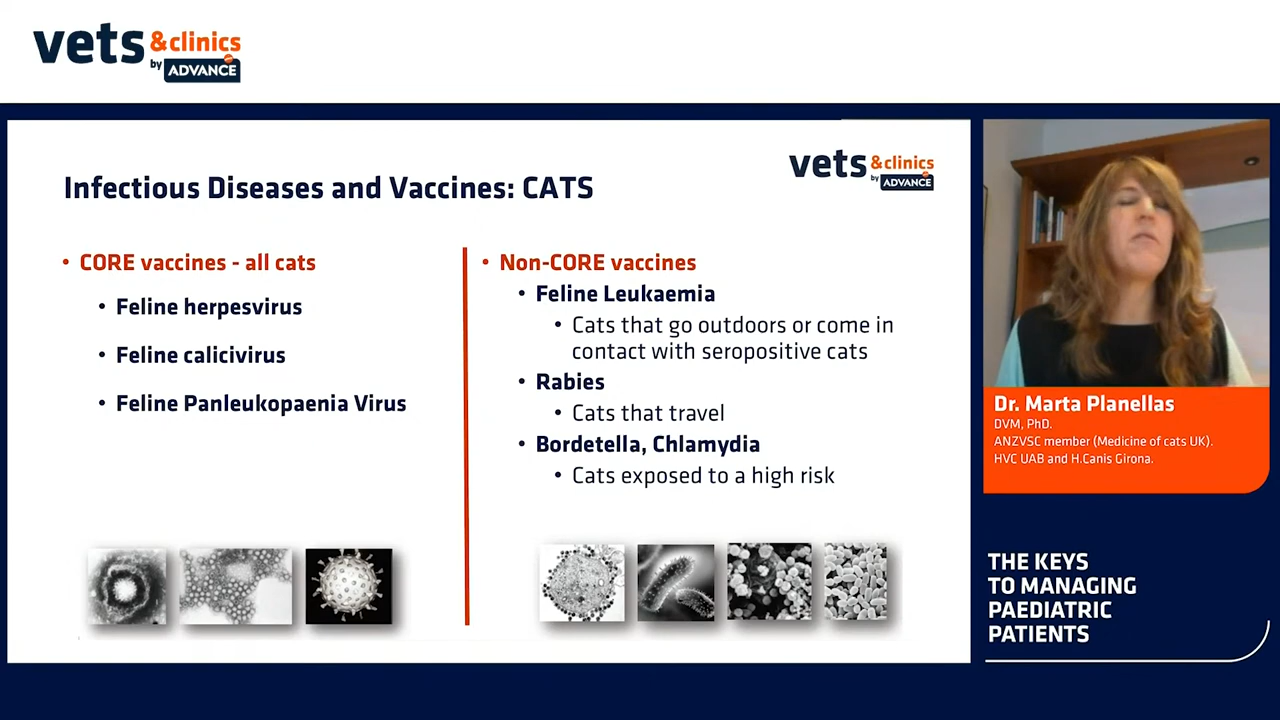 vets &clinics
by ADVANCE
vets &clinics
by ADVANCE
Infectious Diseases and Vaccines: CATS
• CORE vaccines - all cats
• Feline herpesvirus
• Feline calicivirus
• Feline Panleukopaenia Virus
• Non-CORE vaccines
• Feline Leukaemia
• Cats that go outdoors or come in
contact with seropositive cats
• Rabies
• Cats that travel
• Bordetella, Chlamydia
• Cats exposed to a high risk
Dr. Marta Planellas
DVM, PhD.
ANZVSC member (Medicine of cats UK).
HVC UAB and H.Canis Girona.
THE KEYS
TO MANAGING
PAEDIATRIC
PATIENTS